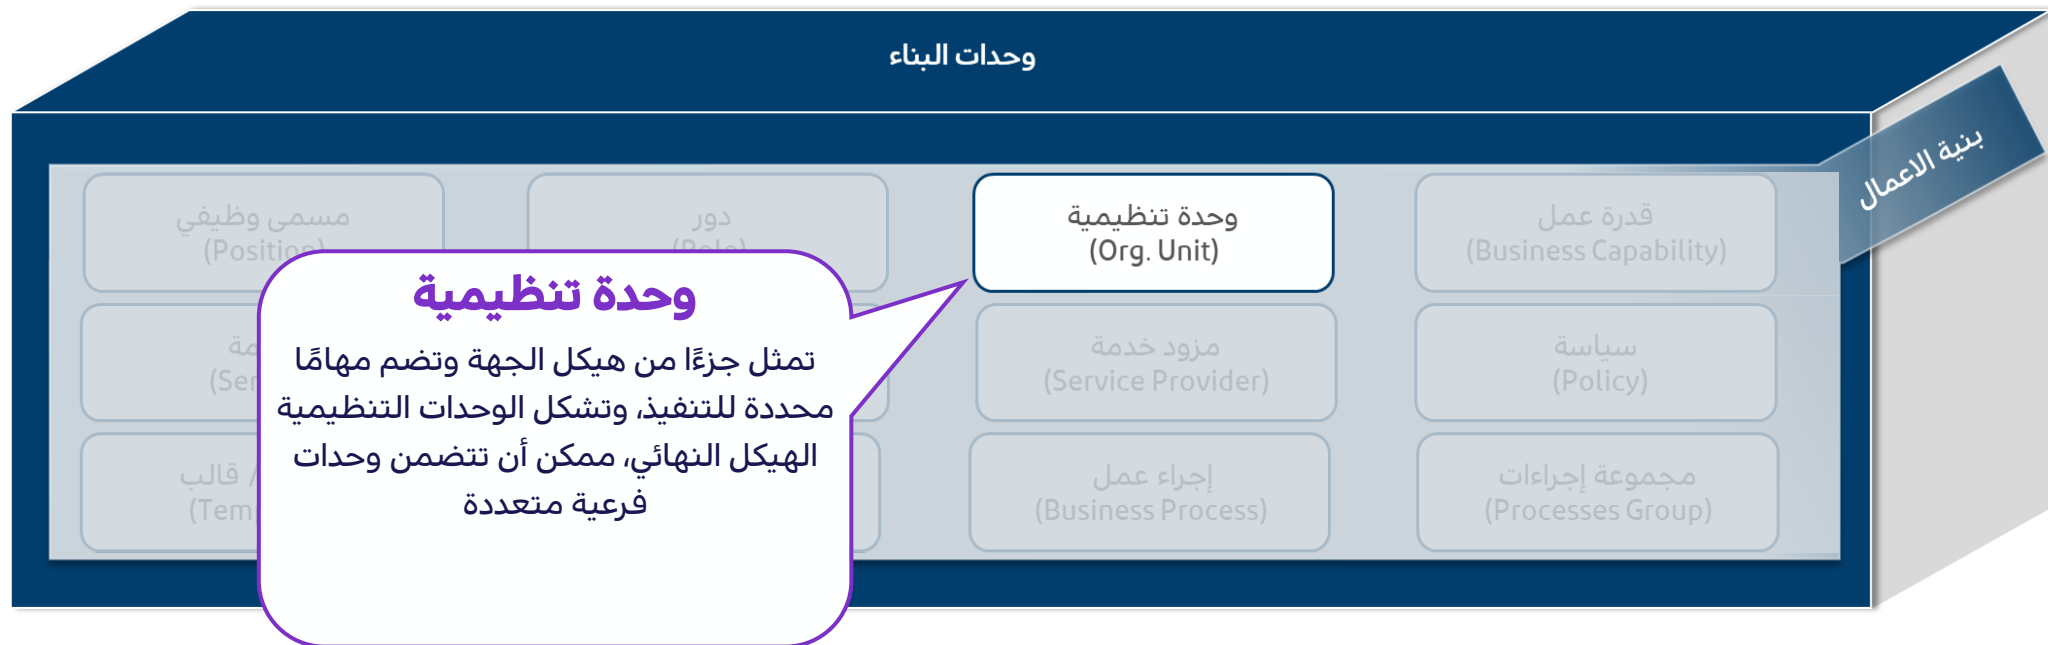 وحدات البناء
بنية الاعمال
قدرة عمل
(Business Capability)
وحدة تنظيمية
(Org. Unit)
دور
(Role)
مسمى وظيفي
(Position)
سياسة
(Policy)
مزود خدمة
(Service Provider)
مجموعة إجراءات
(Processes Group)
إجراء عمل
(Business Process)
/ قالب
وحدة تنظيمية
تمثل جزءًا من هيكل الجهة وتضم مهامًا
محددة للتنفيذ، وتشكل الوحدات التنظيمية
الهيكل النهائي، ممكن أن تتضمن وحدات
فرعية متعددة